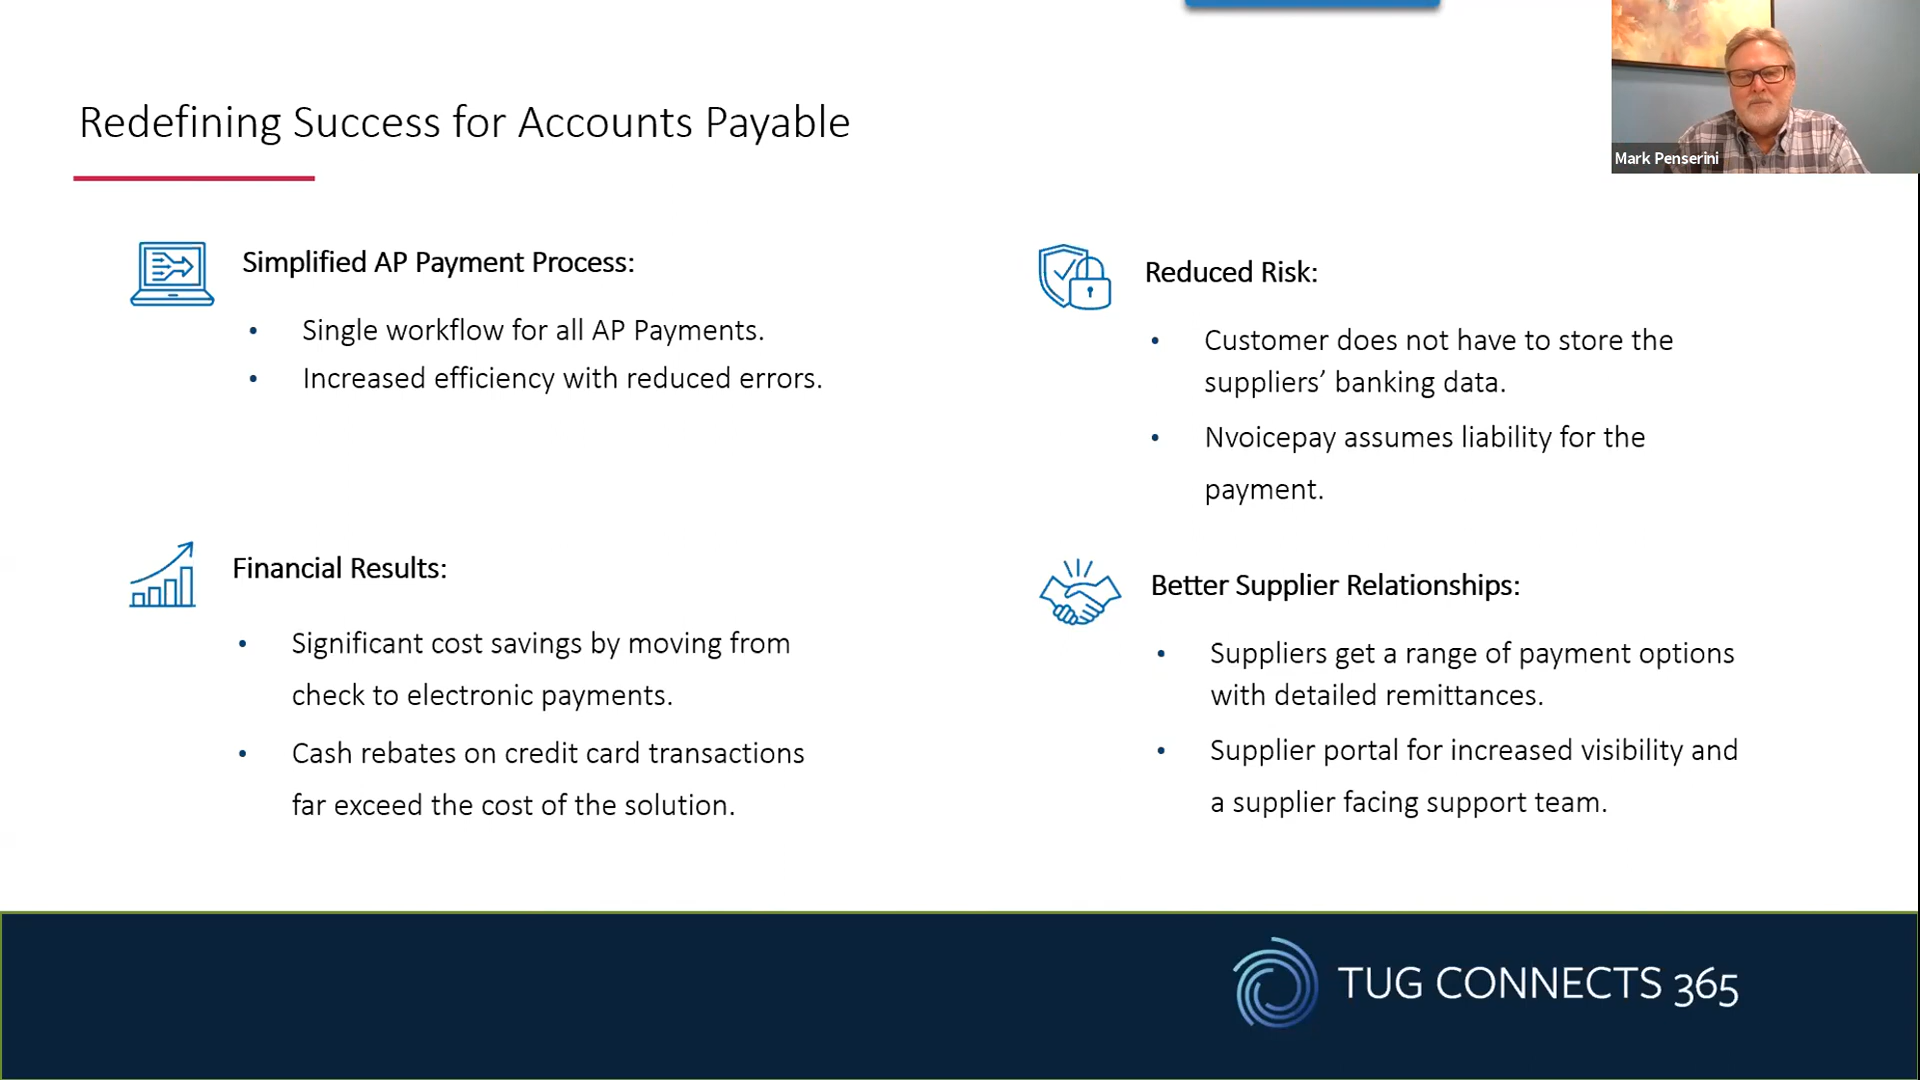 Redefining Success for Accounts Payable
Mark Penserini
Simplified AP Payment Process:
• Single workflow for all AP Payments.
• Increased efficiency with reduced errors.
Reduced Risk:
• Customer does not have to store the
suppliers’ banking data.
• Nvoicepay assumes liability for the
payment.
Financial Results:
• Significant cost savings by moving from
check to electronic payments.
• Cash rebates on credit card transactions
far exceed the cost of the solution.
Better Supplier Relationships:
• Suppliers get a range of payment options
with detailed remittances.
• Supplier portal for increased visibility and
a supplier facing support team.
TUG CONNECTS 365